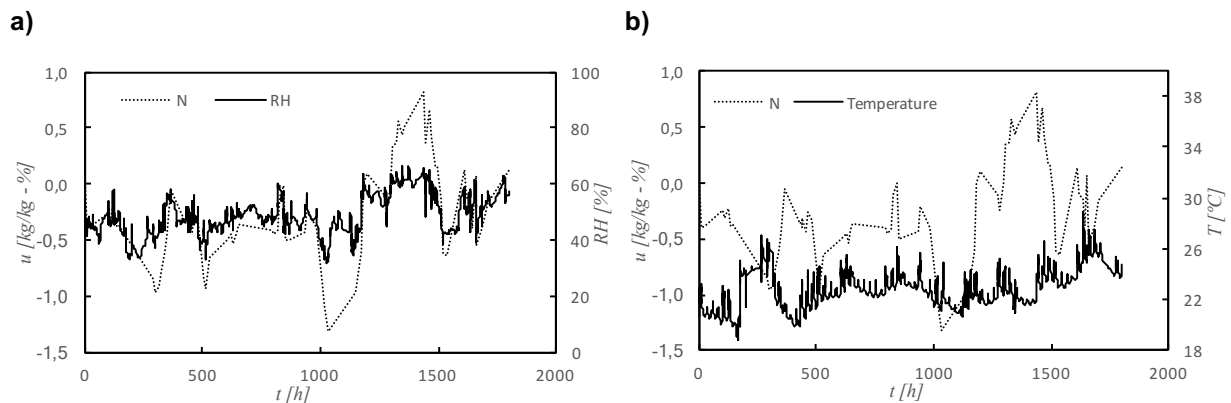 a)
N RH
1,0
0,5
0,0
-0,5
-1,0
-1,5
u [kg/kg - %]
100
80
60
40
20
0
RH [%]
0 500 1000 1500 2000
t [h]
b)
N Temperature
1,0
0,5
0,0
-0,5
-1,0
-1,5
u [kg/kg - %]
38
34
30
26
22
18
T [°C]
0 500 1000 1500 2000
t [h]